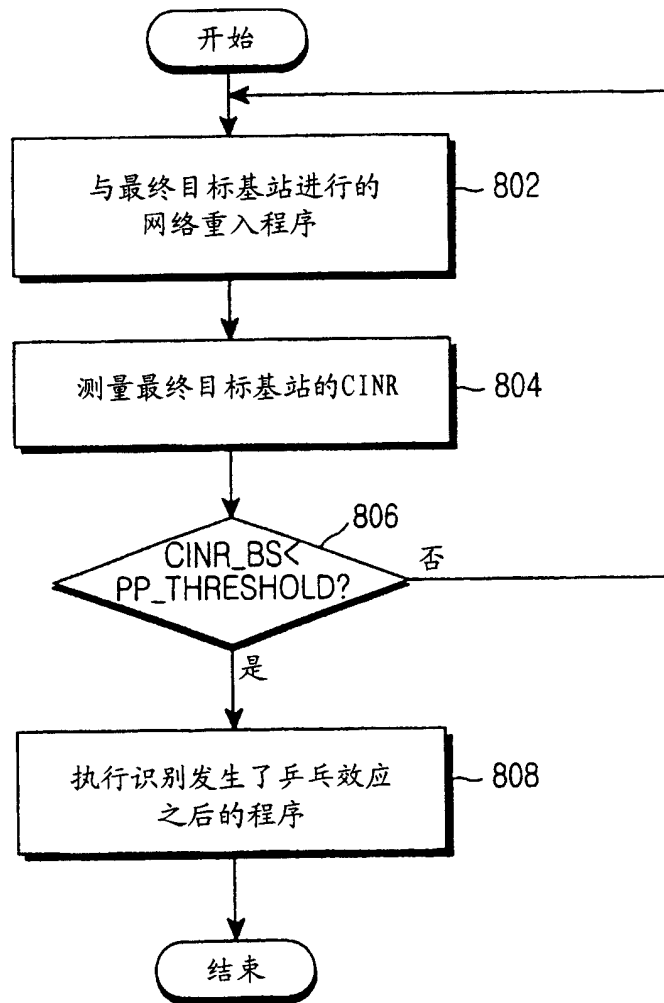 开始
与最终目标基站进行的
网络重入程序
802
测量最终目标基站的CINR
804
806
CINR_BS<
PP_THRESHOLD?
否
是
执行识别发生了乒乓效应
之后的程序
808
结束